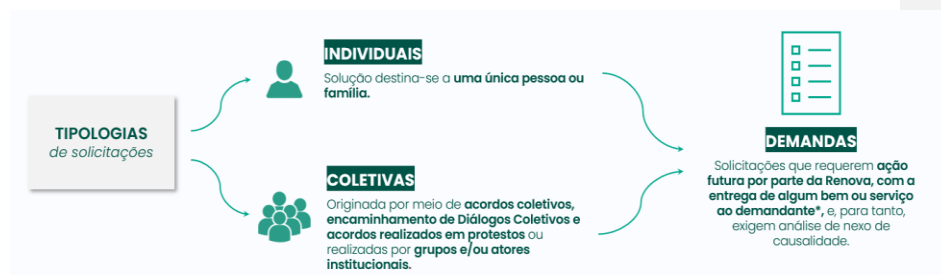 TIPOLOGIAS
de solicitações
INDIVIDUAIS
Solução destina-se a uma única pessoa ou
família.
COLETIVAS
Originada por meio de acordos coletivos,
encaminhamento de Diálogos Coletivos e
acordos realizados em protestos ou
realizadas por grupos e/ou atores
institucionais.
DEMANDAS
Solicitações que requerem ação
futura por parte da Renova, com a
entrega de algum bem ou serviço
ao demandante*, e, para tanto,
exigem análise de nexo de
causalidade.